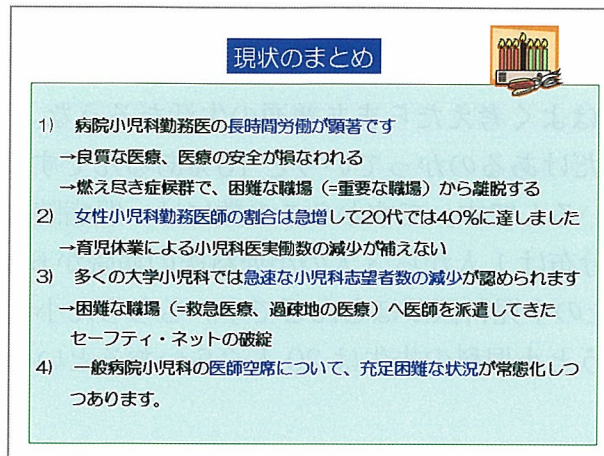 現状のまとめ
1) 病院小児科勤務医の長時間労働が顕著です
→良質な医療、医療の安全が損なわれる
→燃え尽き症候群で、困難な職場(=重要な職場)から離脱する
2) 女性小児科勤務医師の割合は急増して20代では40%に達しました
→育児休業による小児科医実働数の減少が補えない
3) 多くの大学小児科では急速な小児科志望者数の減少が認められます
→困難な職場(=救急医療、過疎地の医療)へ医師を派遣してきた
セーフティ・ネットの破綻
4) 一般病院小児科の医師空席について、充足困難な状況が常態化しつ
つあります。